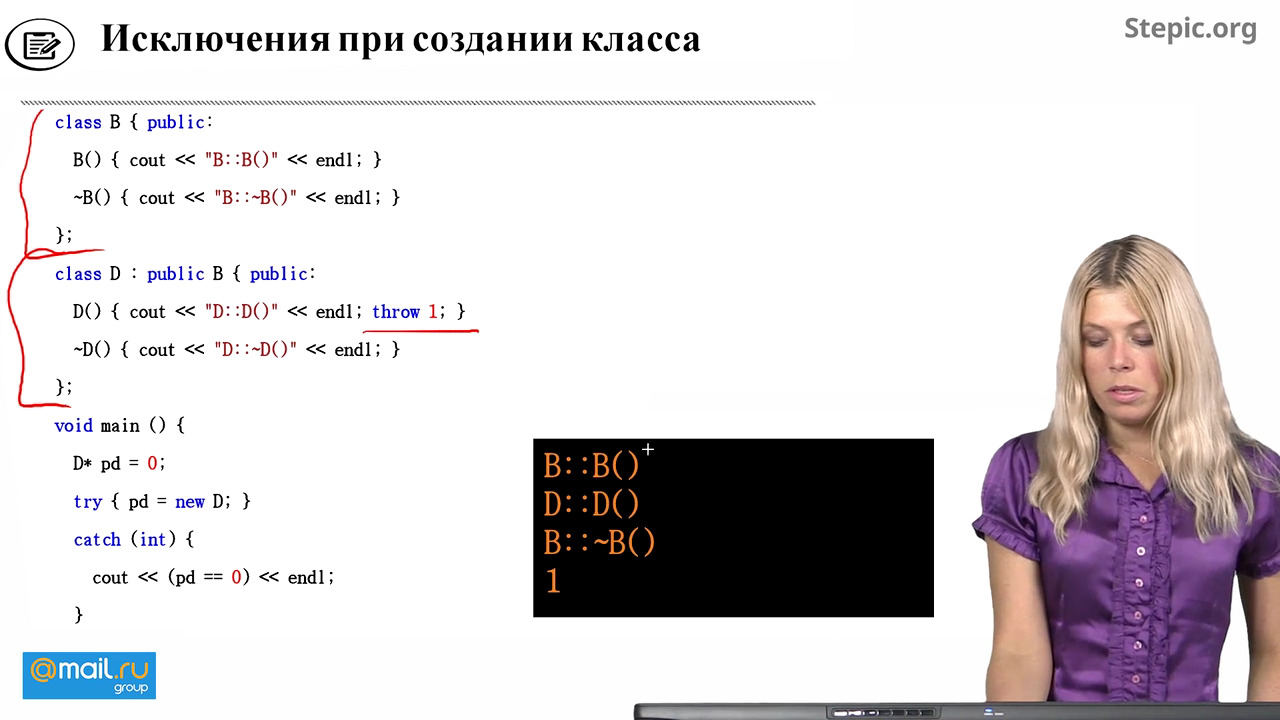 Исключения при создании класса
Stepic.org
class B { public:
B() { cout << "B::B()" << endl; }
~B() { cout << "B::~B()" << endl; }
};
class D : public B { public:
D() { cout << "D::D()" << endl; throw 1; }
~D() { cout << "D::~D()" << endl; }
};
void main () {
D* pd = 0;
try { pd = new D; }
catch (int) {
cout << (pd == 0) << endl;
}
B::B()
D::D()
B::~B()
1
@mail.ru
group